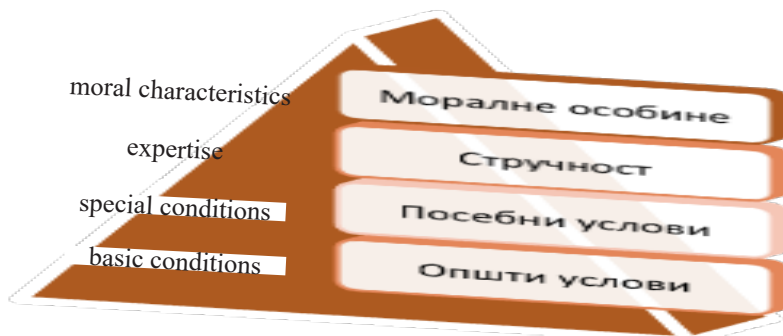 moral characteristics
Моралне особине
expertise
Стручност
special conditions
Посебни услови
basic conditions
Општи услови